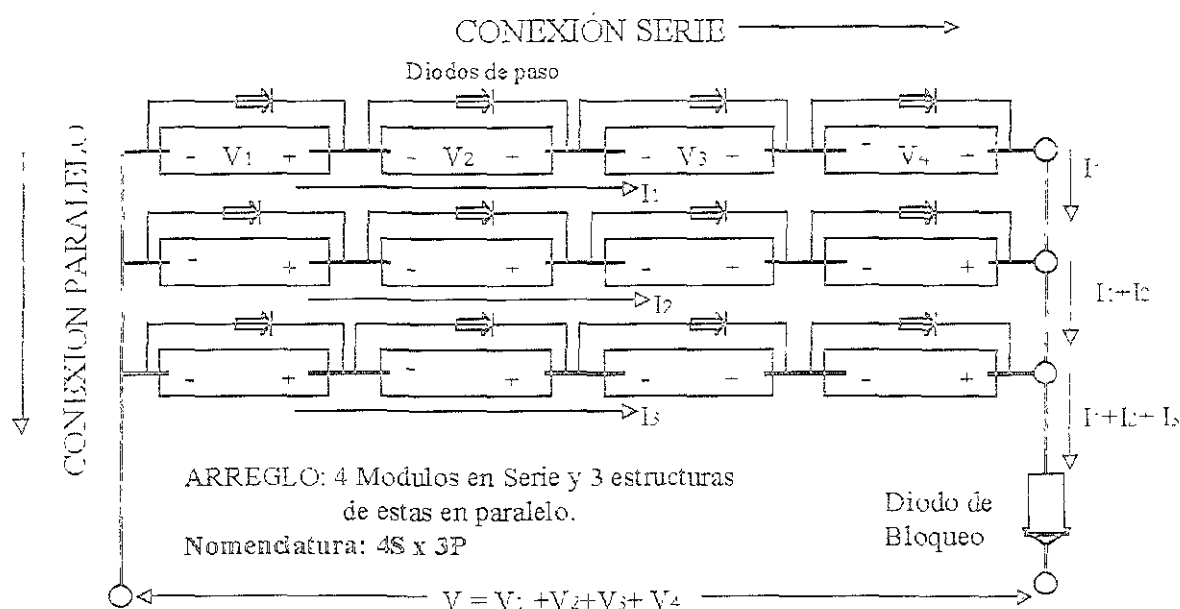 CONEXIÓN SERIE
Diodos de paso
CONEXION PARALELO
- V1 + - V2 + - V3 + - V4 +
I1
I1
- + - + - + - +
I2
I1+I2
- + - + - + - +
I3
I1+I2+I3
ARREGLO: 4 Modulos en Serie y 3 estructuras
de estas en paralelo.
Nomenclatura: 4S x 3P
Diodo de
Bloqueo
V = V1 +V2+V3+ V4